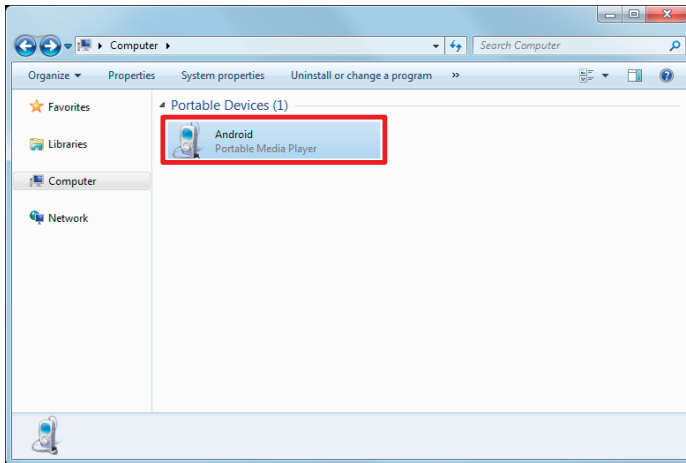 Computer
Search Computer
Organize Properties System properties Uninstall or change a program »
Favorites
Libraries
Computer
Network
Portable Devices (1)
Android
Portable Media Player